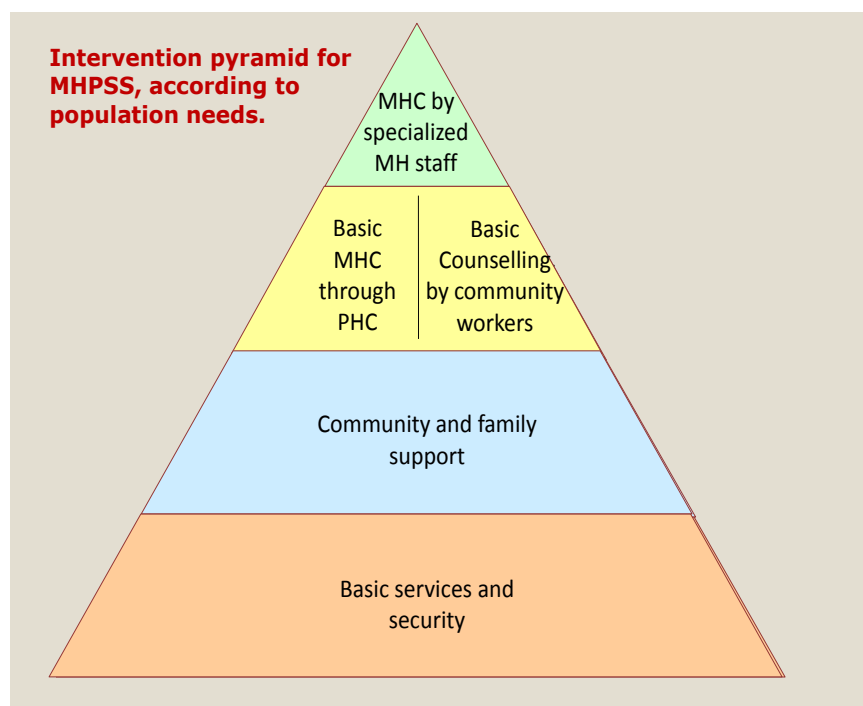 Intervention pyramid for
MHPSS, according to
population needs.
MHC by
specialized
MH staff
Basic
MHC
through
PHC
Basic
Counselling
by community
workers
Community and family
support
Basic services and
security